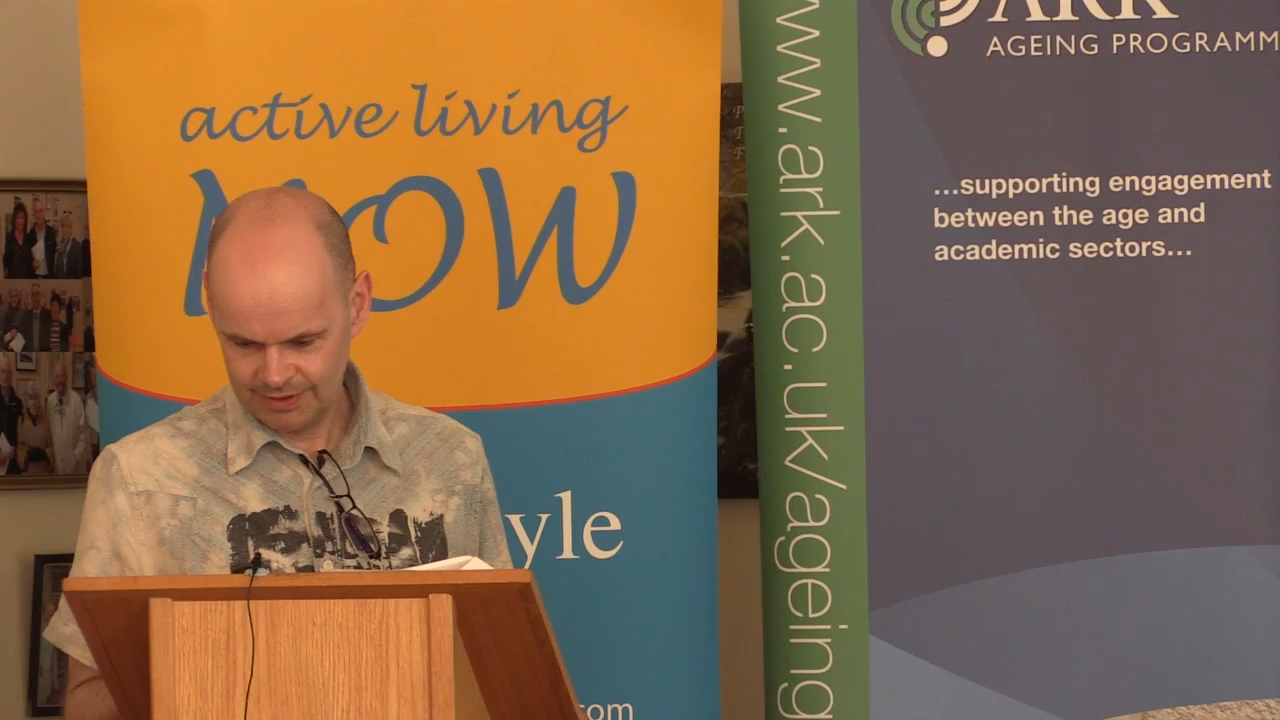 active living
NOW
yle
.com
www.ark.ac.uk/ageing
ARK
AGEING PROGRAMM
...supporting engagement
between the age and
academic sectors...